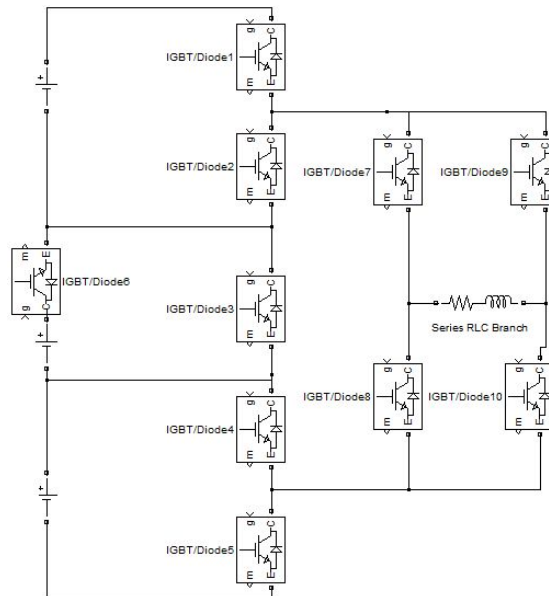 g
C
IGBT/Diode1
m
E
+
g
C
IGBT/Diode2
m
E
g
C
IGBT/Diode7
m
E
g
C
IGBT/Diode9
m
E
m
E
IGBT/Diode6
g
C
g
C
IGBT/Diode3
m
E
+
Series RLC Branch
g
C
IGBT/Diode8
m
E
g
C
IGBT/Diode10
m
E
g
C
IGBT/Diode4
m
E
+
g
C
IGBT/Diode5
m
E